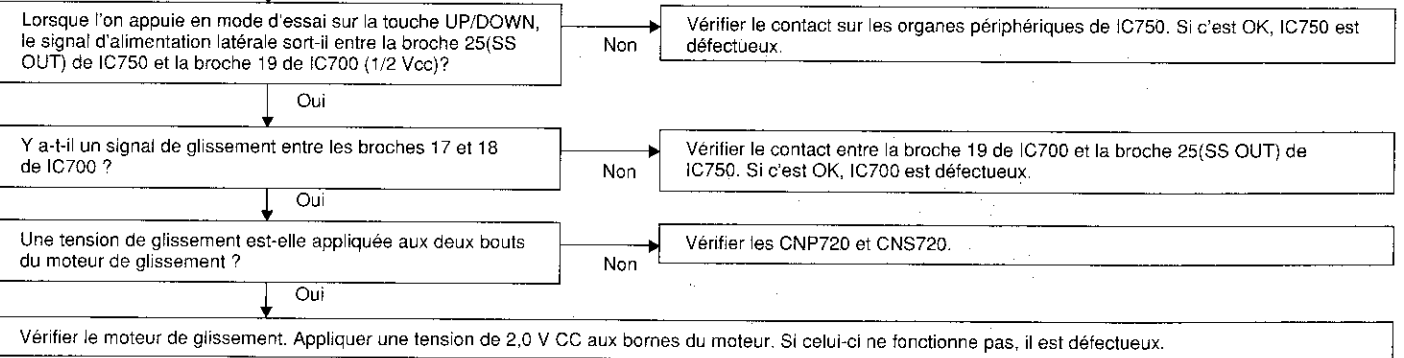 Lorsque l'on appuie en mode d'essai sur la touche UP/DOWN,
le signal d'alimentation latérale sort-il entre la broche 25(SS
OUT) de IC750 et la broche 19 de IC700 (1/2 Vcc)?
Non
Vérifier le contact sur les organes périphériques de IC750. Si c'est OK, IC750 est
défectueux.
Oui
Y a-t-il un signal de glissement entre les broches 17 et 18
de IC700 ?
Non
Vérifier le contact entre la broche 19 de IC700 et la broche 25(SS OUT) de
IC750. Si c'est OK, IC700 est défectueux.
Oui
Une tension de glissement est-elle appliquée aux deux bouts
du moteur de glissement ?
Non
Vérifier les CNP720 et CNS720.
Oui
Vérifier le moteur de glissement. Appliquer une tension de 2,0 V CC aux bornes du moteur. Si celui-ci ne fonctionne pas, il est défectueux.